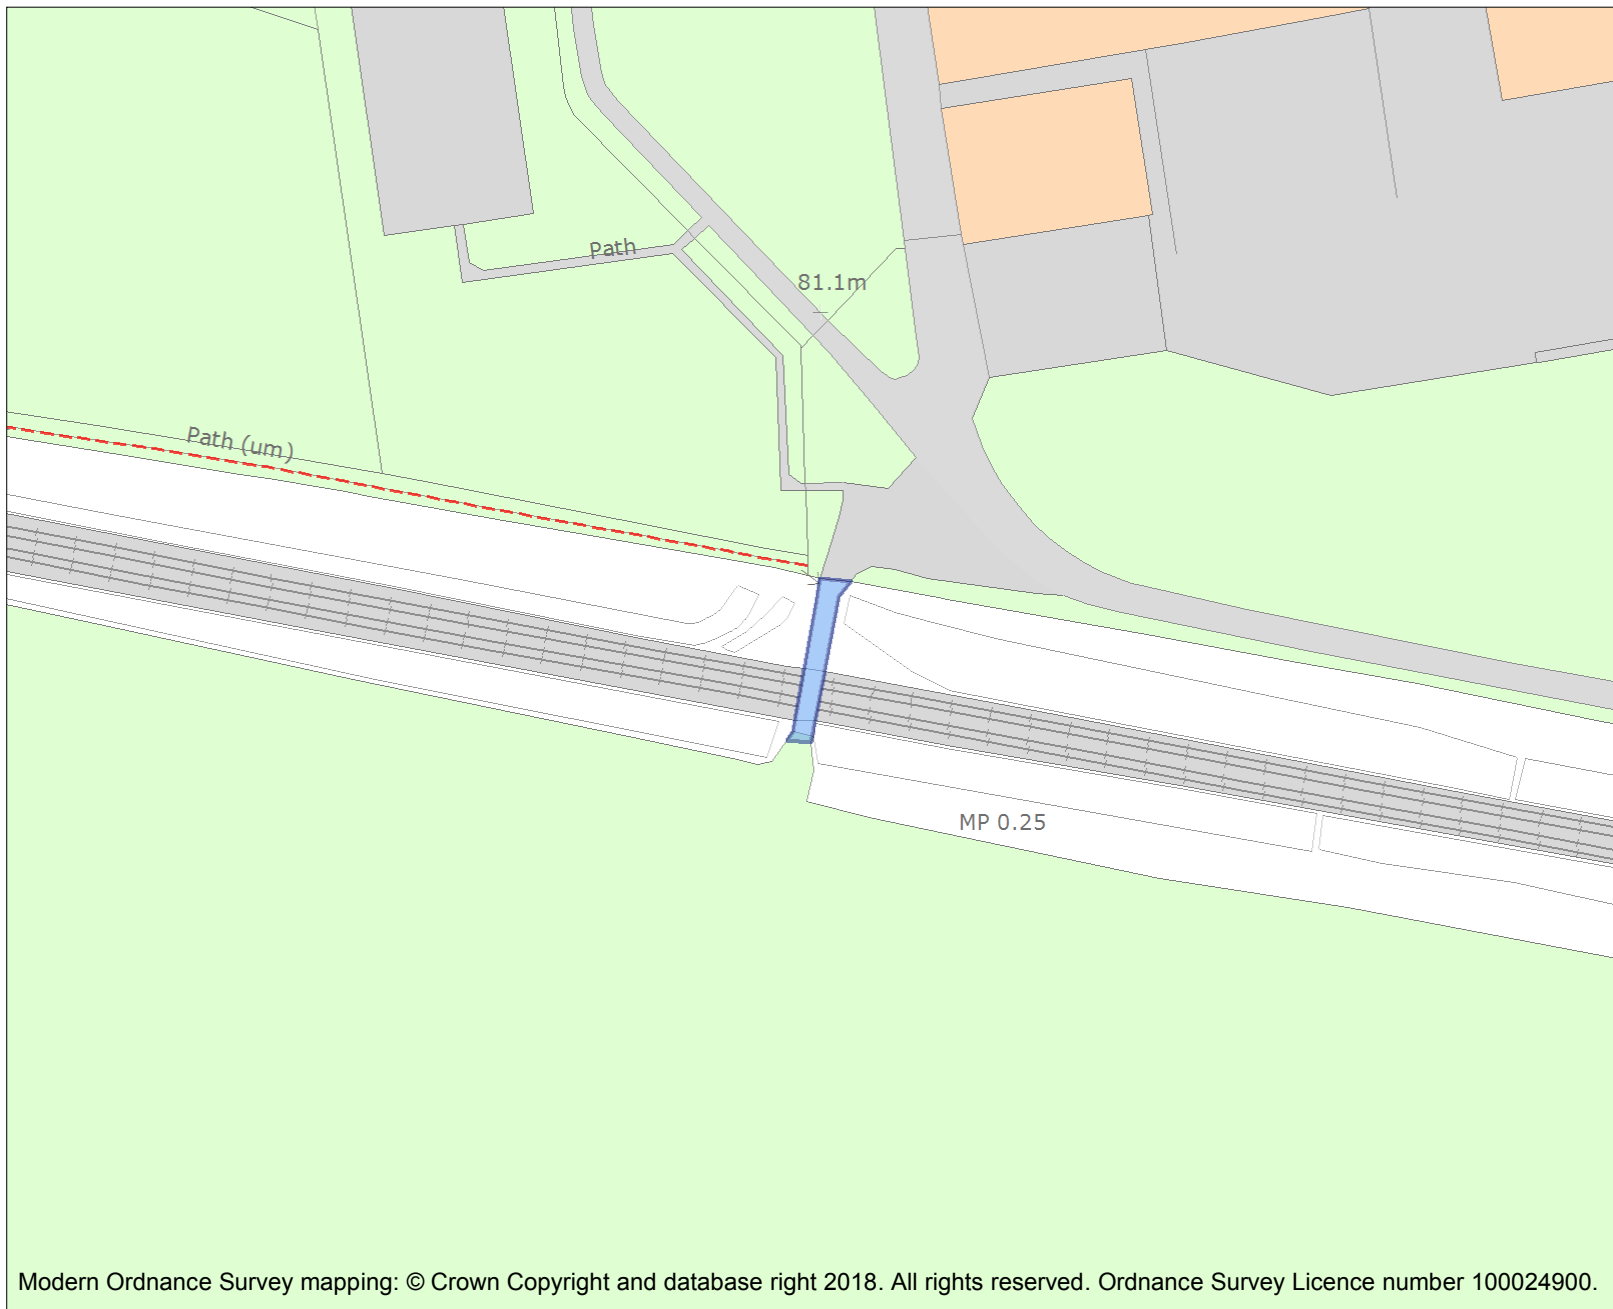 Path
81.1m
Path (um)
MP 0.25
Modern Ordnance Survey mapping: © Crown Copyright and database right 2018. All rights reserved. Ordnance Survey Licence number 100024900.